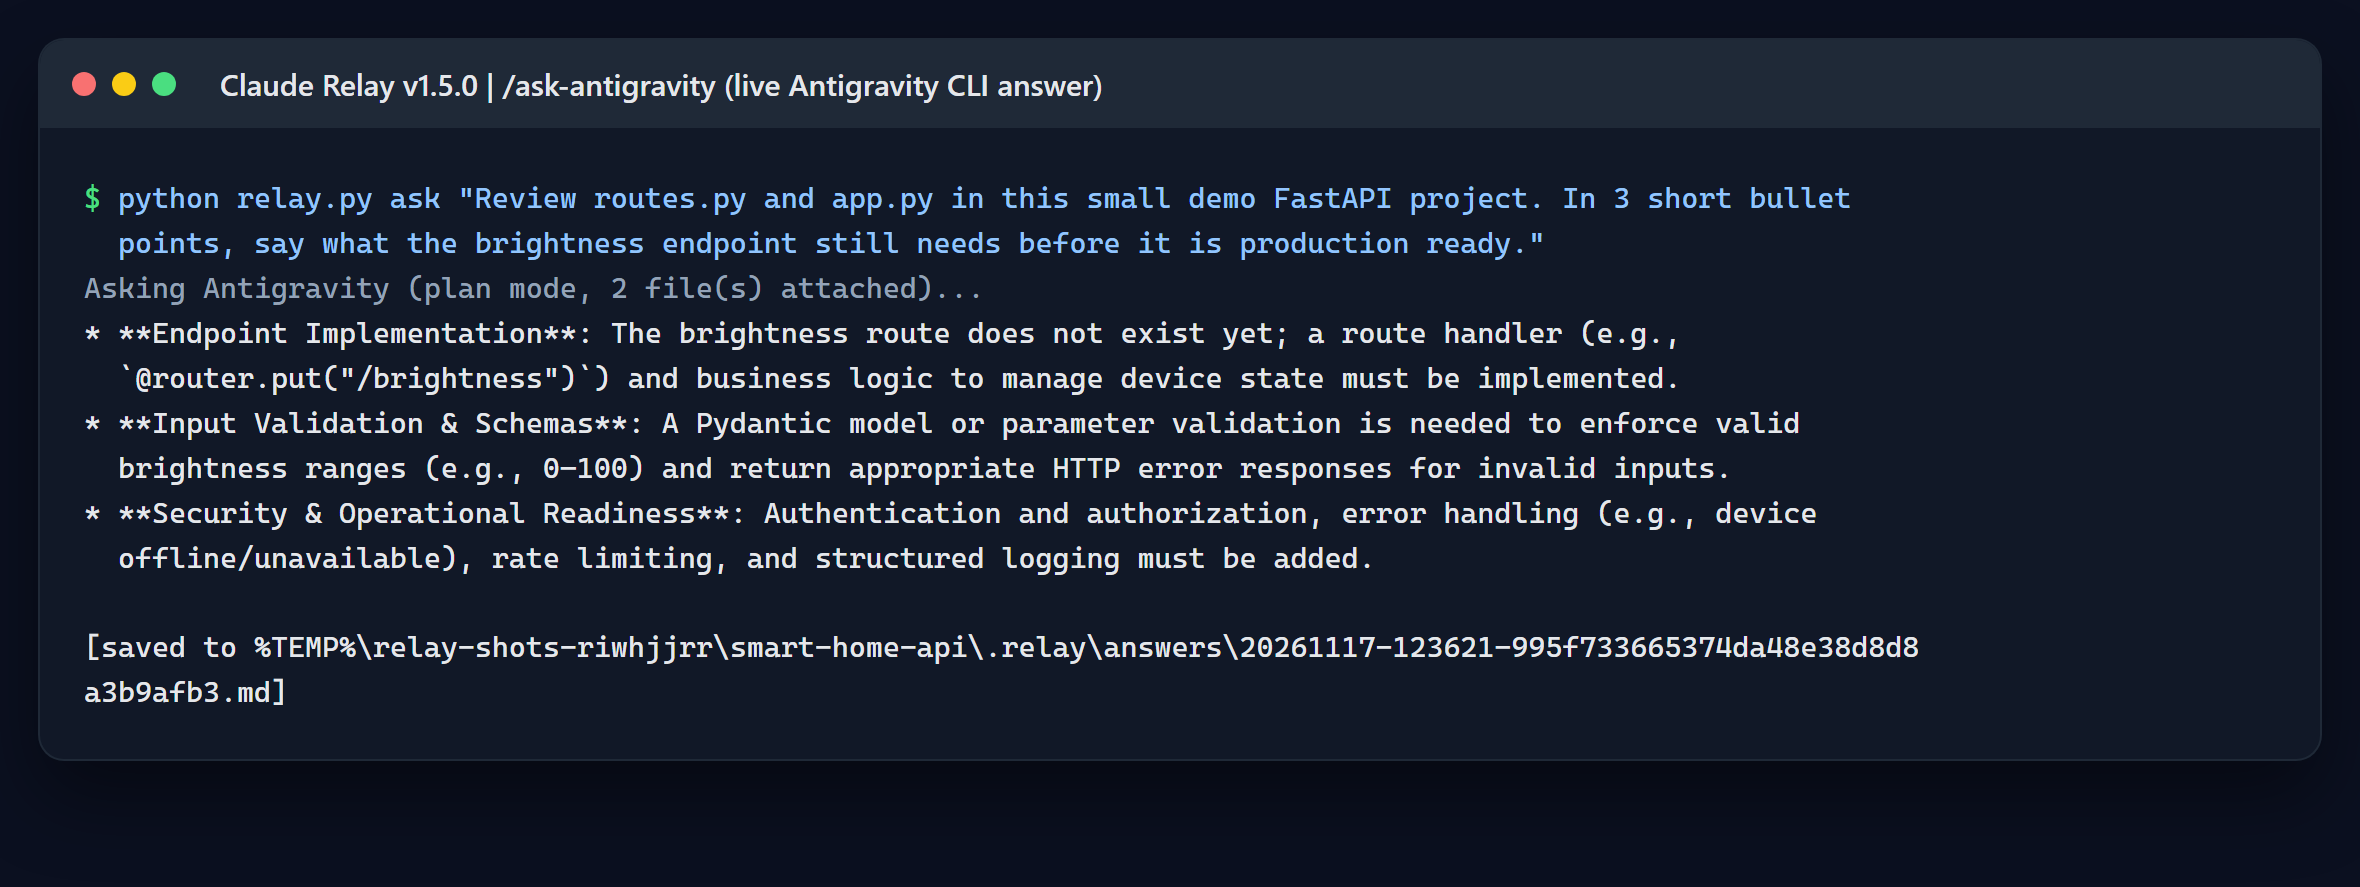 Claude Relay v1.5.0 | /ask-antigravity (live Antigravity CLI answer)
$ python relay.py ask "Review routes.py and app.py in this small demo FastAPI project. In 3 short bullet
points, say what the brightness endpoint still needs before it is production ready."
Asking Antigravity (plan mode, 2 file(s) attached)...
* **Endpoint Implementation**: The brightness route does not exist yet; a route handler (e.g.,
`@router.put("/brightness")`) and business logic to manage device state must be implemented.
* **Input Validation & Schemas**: A Pydantic model or parameter validation is needed to enforce valid
brightness ranges (e.g., 0–100) and return appropriate HTTP error responses for invalid inputs.
* **Security & Operational Readiness**: Authentication and authorization, error handling (e.g., device
offline/unavailable), rate limiting, and structured logging must be added.
[saved to %TEMP%\relay-shots-riwhjjrr\smart-home-api\.relay\answers\20261117-123621-995f733665374da48e38d8d8
a3b9afb3.md]